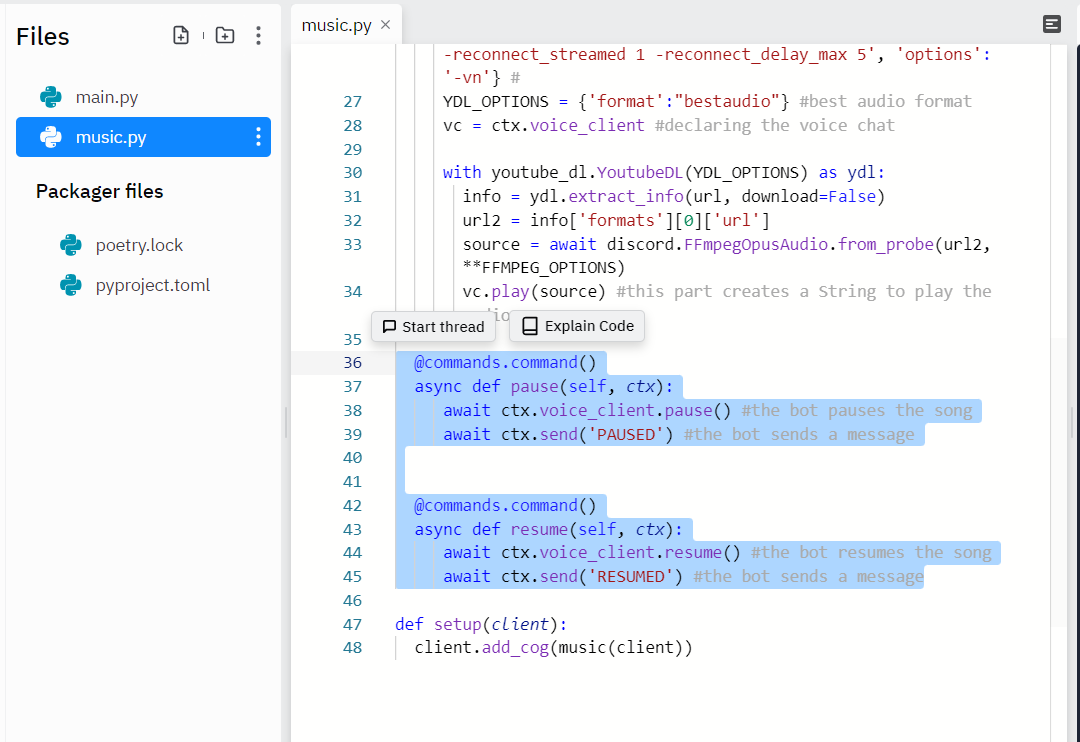 Files
main.py
music.py
Packager files
poetry.lock
pyproject.toml
music.py ×
-reconnect_streamed 1 -reconnect_delay_max 5', 'options':
'-vn'} #
27 YDL_OPTIONS = {'format':"bestaudio"} #best audio format
28 vc = ctx.voice_client #declaring the voice chat
29
30 with youtube_dl.YoutubeDL(YDL_OPTIONS) as ydl:
31 info = ydl.extract_info(url, download=False)
32 url2 = info['formats'][0]['url']
33 source = await discord.FFmpegOpusAudio.from_probe(url2,
**FFMPEG_OPTIONS)
34 vc.play(source) #this part creates a String to play the
Start thread
Explain Code
35
36 @commands.command()
37 async def pause(self, ctx):
38 await ctx.voice_client.pause() #the bot pauses the song
39 await ctx.send('PAUSED') #the bot sends a message
40
41
42 @commands.command()
43 async def resume(self, ctx):
44 await ctx.voice_client.resume() #the bot resumes the song
45 await ctx.send('RESUMED') #the bot sends a message
46
47 def setup(client):
48 client.add_cog(music(client))